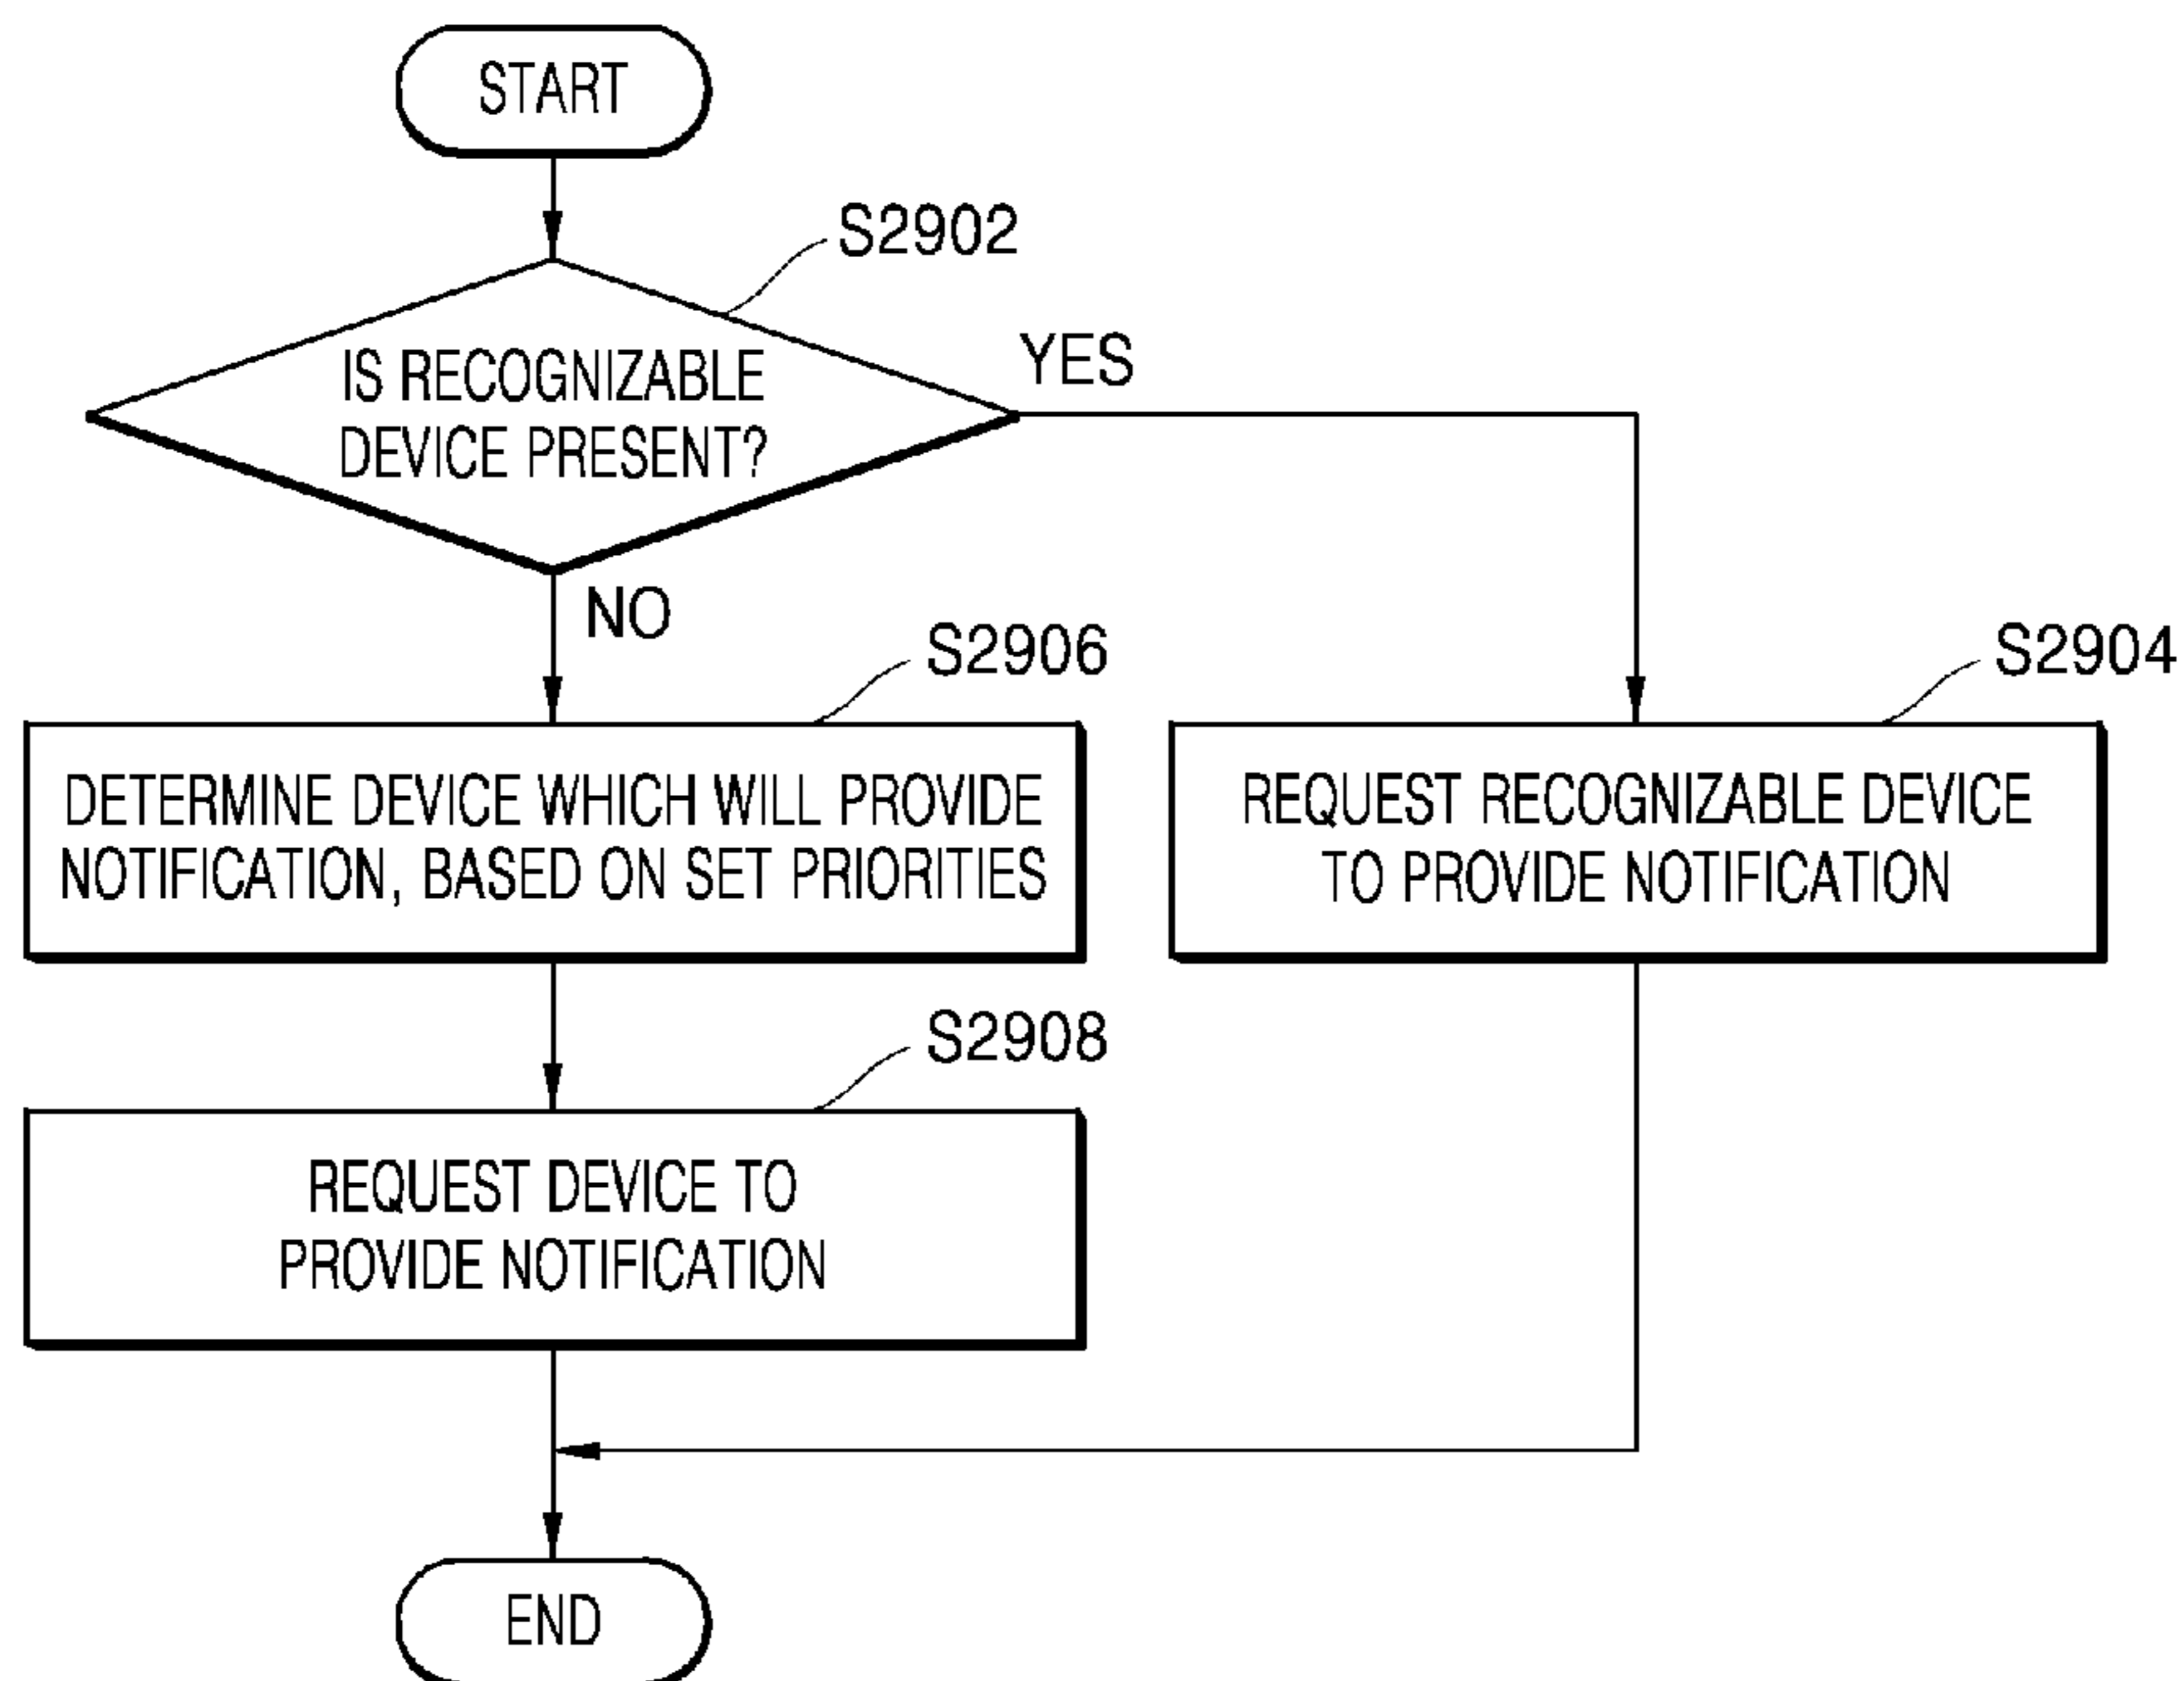 START
S2902
IS RECOGNIZABLE
DEVICE PRESENT?
YES
NO
S2906
DETERMINE DEVICE WHICH WILL PROVIDE
NOTIFICATION, BASED ON SET PRIORITIES
S2904
REQUEST RECOGNIZABLE DEVICE
TO PROVIDE NOTIFICATION
S2908
REQUEST DEVICE TO
PROVIDE NOTIFICATION
END